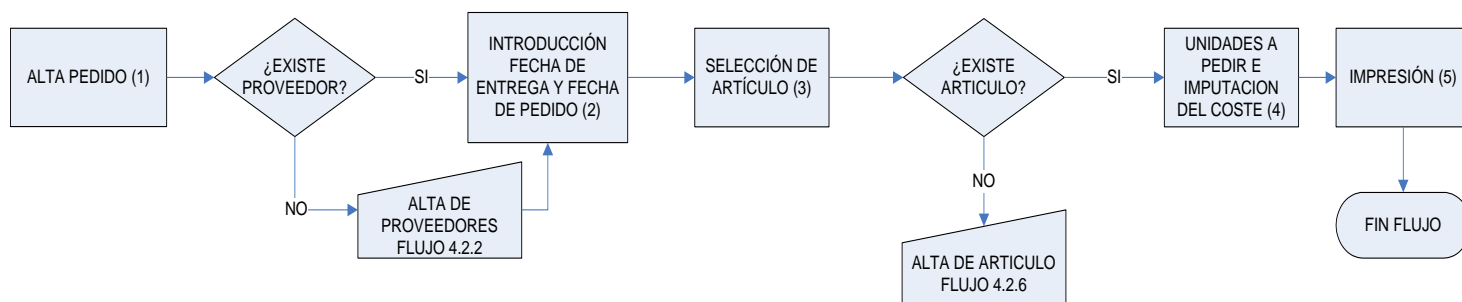 ALTA PEDIDO (1)
¿EXISTE
PROVEEDOR?
SI
INTRODUCCIÓN
FECHA DE
ENTREGA Y FECHA
DE PEDIDO (2)
SELECCIÓN DE
ARTÍCULO (3)
¿EXISTE
ARTICULO?
SI
UNIDADES A
PEDIR E
IMPUTACION
DEL COSTE (4)
IMPRESIÓN (5)
NO
ALTA DE
PROVEEDORES
FLUJO 4.2.2
NO
ALTA DE ARTICULO
FLUJO 4.2.6
FIN FLUJO